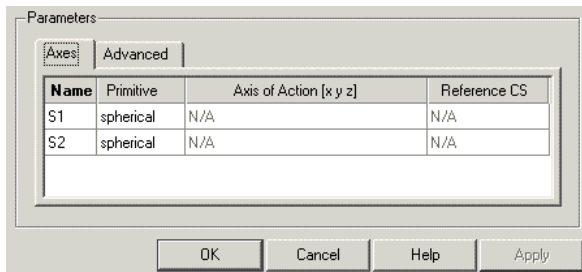 Parameters
Axes Advanced
Name Primitive Axis of Action [x y z] Reference CS
S1 spherical N/A N/A
S2 spherical N/A N/A
OK Cancel Help Apply